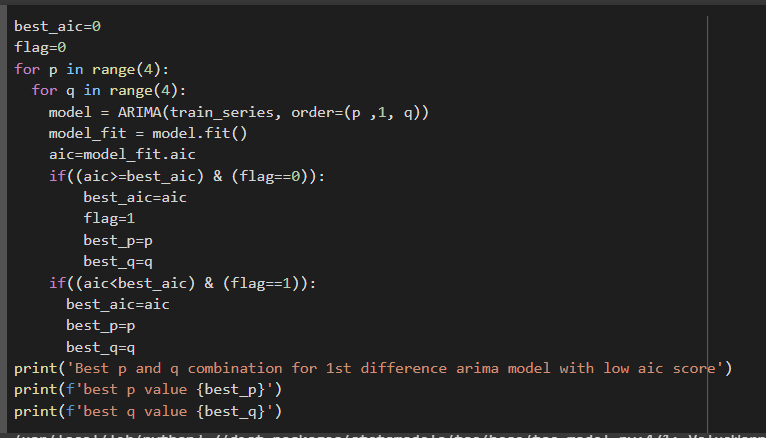 best_aic=0
flag=0
for p in range(4):
  for q in range(4):
    model = ARIMA(train_series, order=(p ,1, q))
    model_fit = model.fit()
    aic=model_fit.aic
    if((aic>=best_aic) & (flag==0)):
        best_aic=aic
        flag=1
        best_p=p
        best_q=q
    if((aic<best_aic) & (flag==1)):
      best_aic=aic
      best_p=p
      best_q=q
print('Best p and q combination for 1st difference arima model with low aic score')
print(f'best p value {best_p}')
print(f'best q value {best_q}')